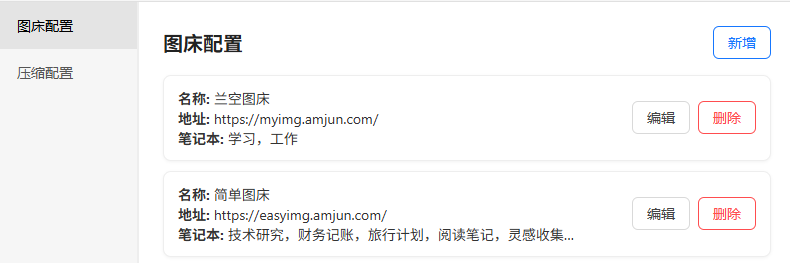 图床配置
压缩配置
图床配置
新增
名称: 兰空图床
地址: https://myimg.amjun.com/
笔记本: 学习，工作
编辑
删除
名称: 简单图床
地址: https://easyimg.amjun.com/
笔记本: 技术研究，财务记账，旅行计划，阅读笔记，灵感收集...
编辑
删除